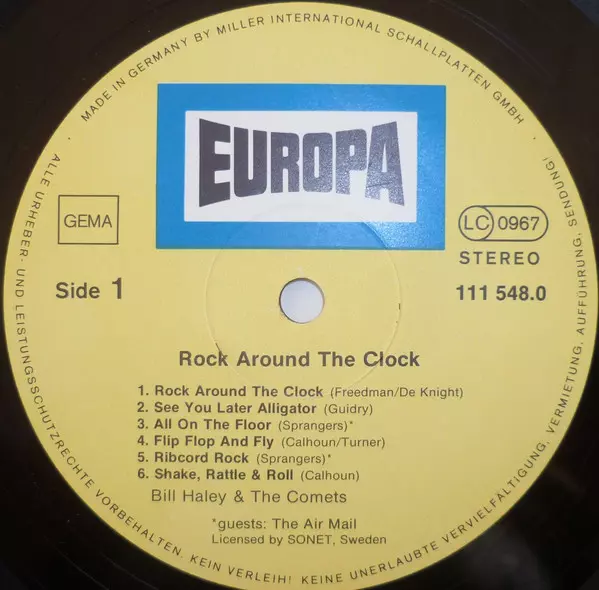 · MADE IN GERMANY BY MILLER INTERNATIONAL SCHALLPLATTEN GMBH ·
EUROPA
GEMA
LC 0967
STEREO
Side 1
111 548.0
Rock Around The Clock
1. Rock Around The Clock (Freedman/De Knight)
2. See You Later Alligator (Guidry)
3. All On The Floor (Sprangers)*
4. Flip Flop And Fly (Calhoun/Turner)
5. Ribcord Rock (Sprangers)*
6. Shake, Rattle & Roll (Calhoun)
Bill Haley & The Comets
*guests: The Air Mail
Licensed by SONET, Sweden
ALLE URHEBER- UND LEISTUNGSSCHUTZRECHTE VORBEHALTEN. KEIN VERLEIH! KEINE UNERLAUBTE VERVIELFÄLTIGUNG, VERMIETUNG, AUFFÜHRUNG, SENDUNG!